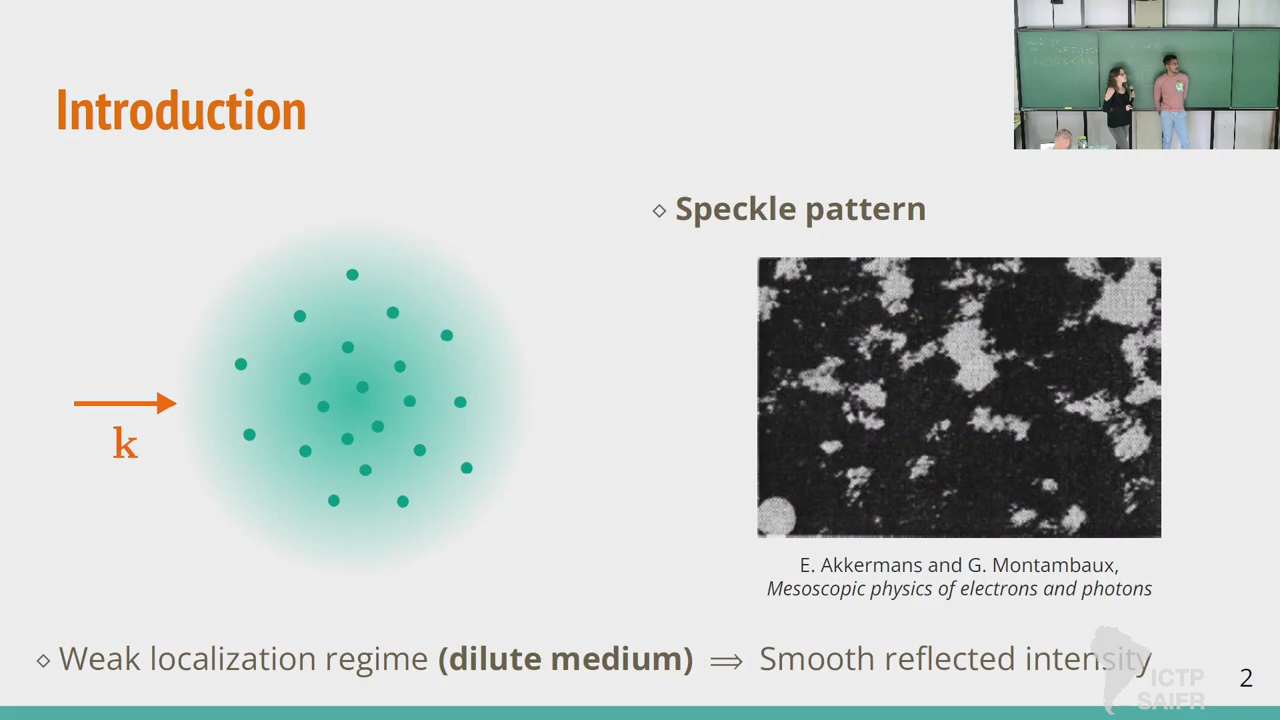 Introduction
k
◇ Speckle pattern
E. Akkermans and G. Montambaux,
Mesoscopic physics of electrons and photons
◇ Weak localization regime (dilute medium) ⟹ Smooth reflected intensity
ICTP
SAIFR
2